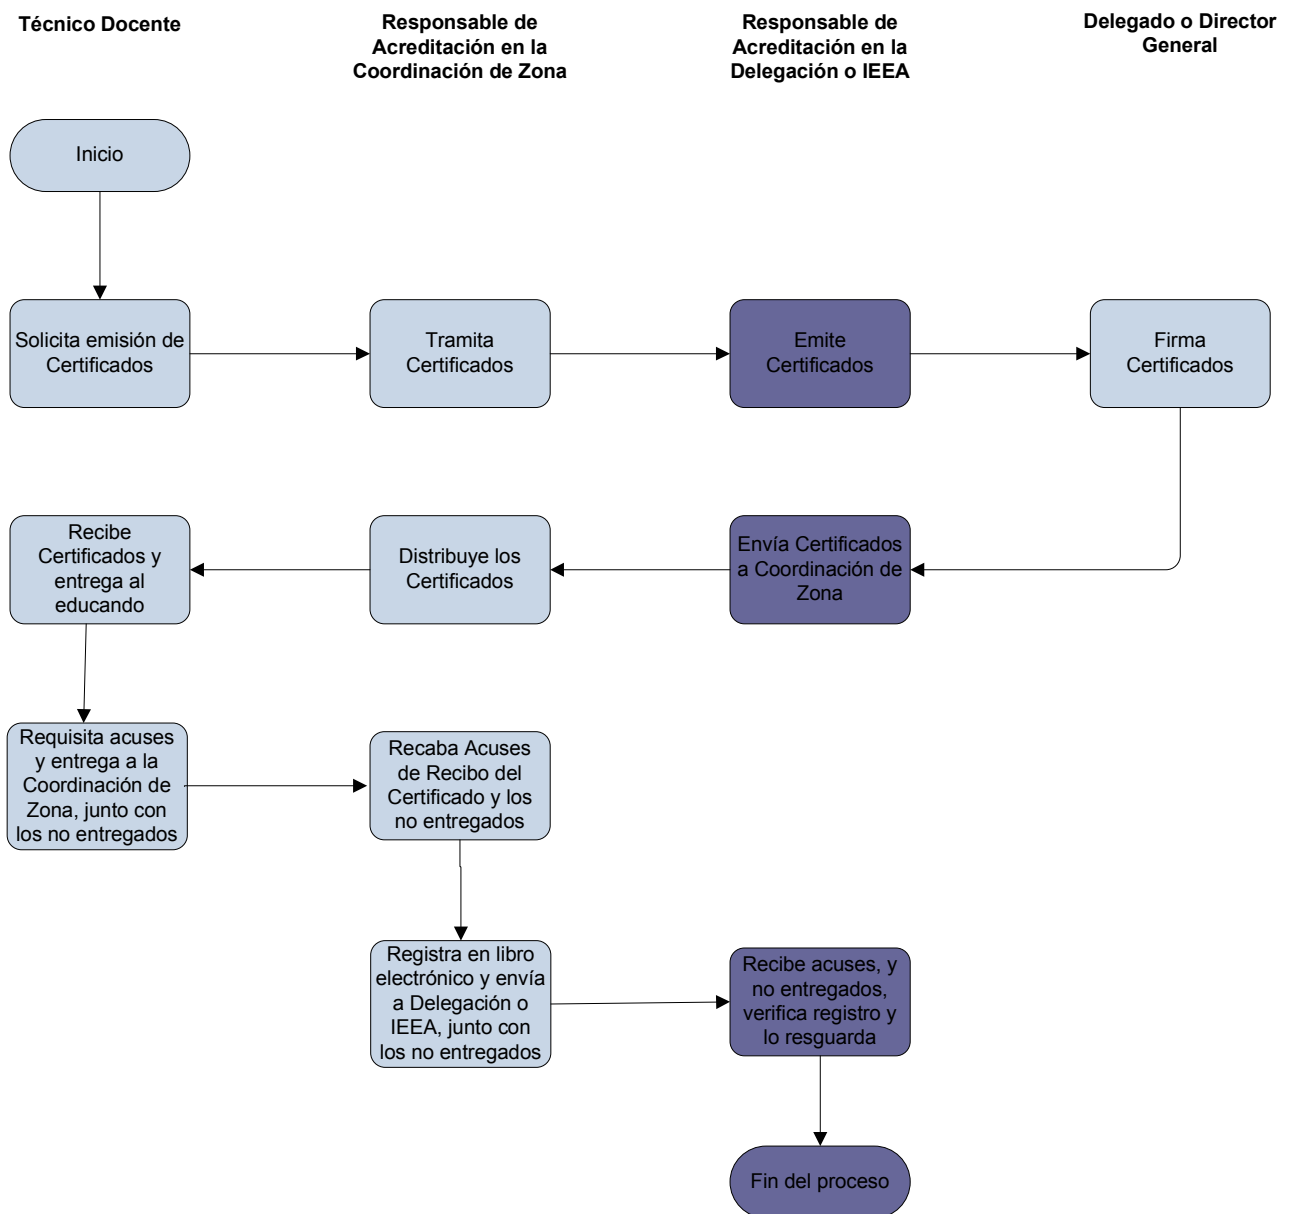 Técnico Docente
Responsable de
Acreditación en la
Coordinación de Zona
Responsable de
Acreditación en la
Delegación o IEEA
Delegado o Director
General
Inicio
Solicita emisión de
Certificados
Tramita
Certificados
Emite
Certificados
Firma
Certificados
Recibe
Certificados y
entrega al
educando
Distribuye los
Certificados
Envía Certificados
a Coordinación de
Zona
Requisita acuses
y entrega a la
Coordinación de
Zona, junto con
los no entregados
Recaba Acuses
de Recibo del
Certificado y los
no entregados
Registra en libro
electrónico y envía
a Delegación o
IEEA, junto con
los no entregados
Recibe acuses, y
no entregados,
verifica registro y
lo resguarda
Fin del proceso